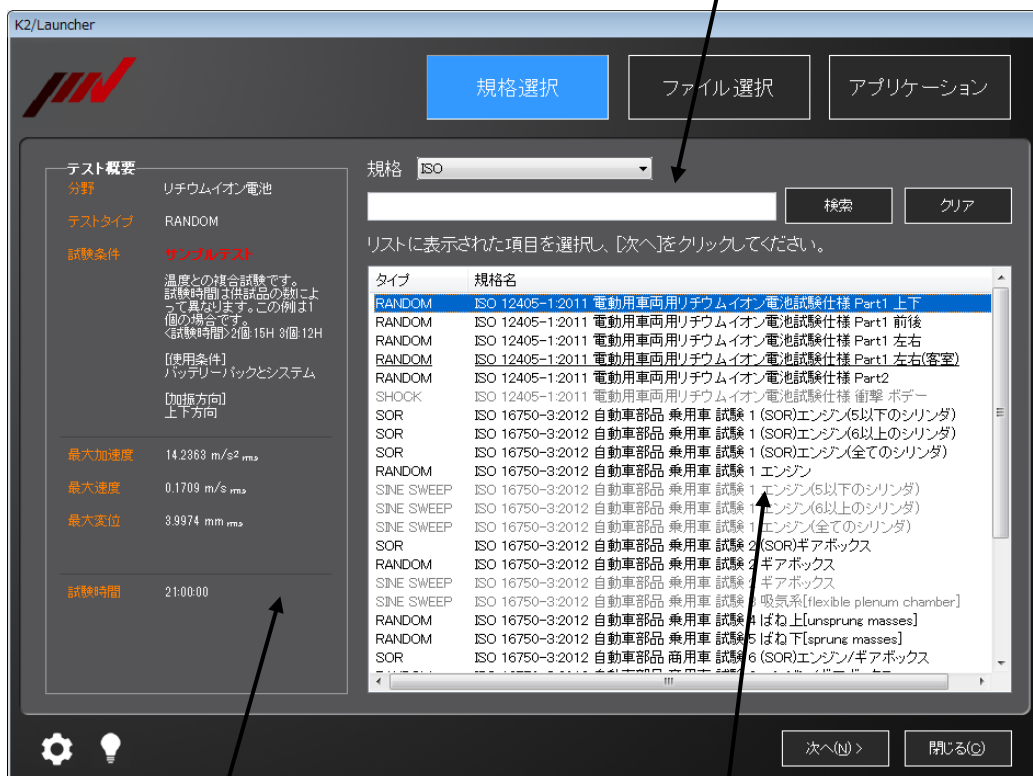 K2/Launcher
規格選択
ファイル選択
アプリケーション
テスト概要
分野 リチウムイオン電池
テストタイプ RANDOM
試験条件 サンプルテスト
温度との複合試験です。
試験時間は供試品の数によ
って異なります。この例は1
個の場合です。
<試験時間>2個:15H 3個:12H
[使用条件]
バッテリーパックとシステム
[加振方向]
上下方向
最大加速度 14.2363 m/s² rms
最大速度 0.1709 m/s rms
最大変位 3.9974 mm rms
試験時間 21:00:00
規格 ISO
検索
クリア
リストに表示された項目を選択し、[次へ]をクリックしてください。
タイプ 規格名
RANDOM ISO 12405-1:2011 電動用車両用リチウムイオン電池試験仕様 Part1 上下
RANDOM ISO 12405-1:2011 電動用車両用リチウムイオン電池試験仕様 Part1 前後
RANDOM ISO 12405-1:2011 電動用車両用リチウムイオン電池試験仕様 Part1 左右
RANDOM ISO 12405-1:2011 電動用車両用リチウムイオン電池試験仕様 Part1 左右(客室)
RANDOM ISO 12405-1:2011 電動用車両用リチウムイオン電池試験仕様 Part2
SHOCK ISO 12405-1:2011 電動用車両用リチウムイオン電池試験仕様 衝撃 ボデー
SOR ISO 16750-3:2012 自動車部品 乗用車 試験 1 (SOR)エンジン(5以下のシリンダ)
SOR ISO 16750-3:2012 自動車部品 乗用車 試験 1 (SOR)エンジン(6以上のシリンダ)
SOR ISO 16750-3:2012 自動車部品 乗用車 試験 1 (SOR)エンジン(全てのシリンダ)
RANDOM ISO 16750-3:2012 自動車部品 乗用車 試験 1 エンジン
SINE SWEEP ISO 16750-3:2012 自動車部品 乗用車 試験 1 エンジン(5以下のシリンダ)
SINE SWEEP ISO 16750-3:2012 自動車部品 乗用車 試験 1 エンジン(6以上のシリンダ)
SINE SWEEP ISO 16750-3:2012 自動車部品 乗用車 試験 1 エンジン(全てのシリンダ)
SOR ISO 16750-3:2012 自動車部品 乗用車 試験 2 (SOR)ギアボックス
RANDOM ISO 16750-3:2012 自動車部品 乗用車 試験 2 ギアボックス
SINE SWEEP ISO 16750-3:2012 自動車部品 乗用車 試験 2 ギアボックス
SINE SWEEP ISO 16750-3:2012 自動車部品 乗用車 試験 3 吸気系[flexible plenum chamber]
RANDOM ISO 16750-3:2012 自動車部品 乗用車 試験 4 ばね上[unsprung masses]
RANDOM ISO 16750-3:2012 自動車部品 乗用車 試験 5 ばね下[sprung masses]
SOR ISO 16750-3:2012 自動車部品 商用車 試験 6 (SOR)エンジン/ギアボックス
次へ(N) >
閉じる(C)